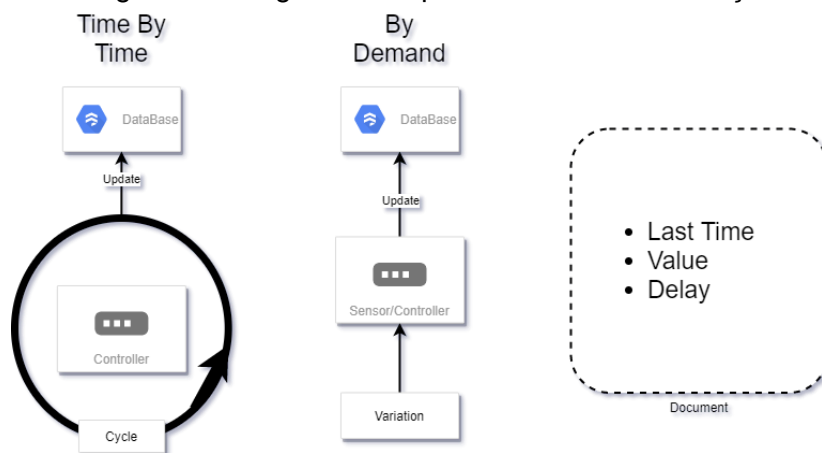 Time By
Time
DataBase
Update
Controller
Cycle
By
Demand
DataBase
Update
Sensor/Controller
Variation
• Last Time
• Value
• Delay
Document